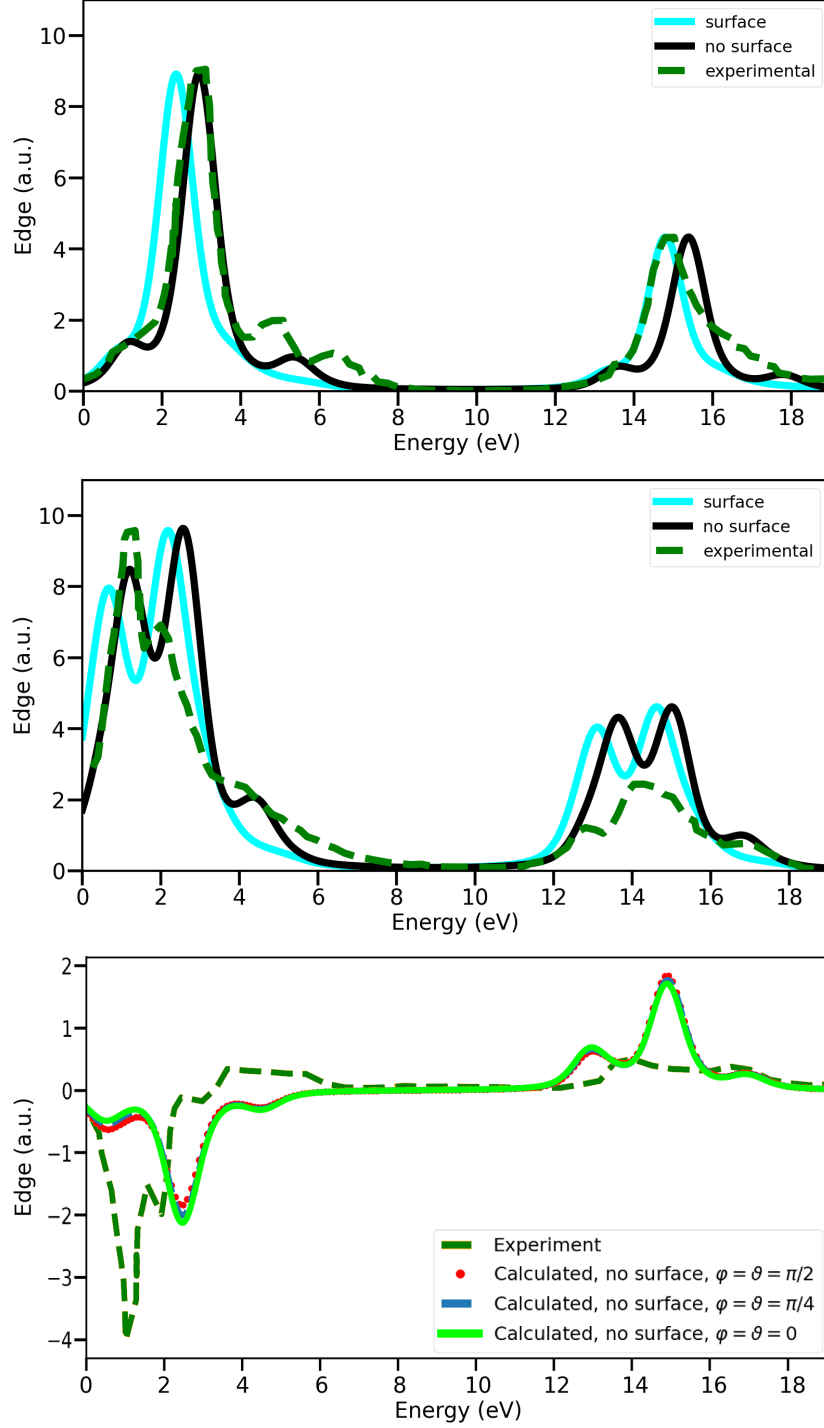 surface
no surface
experimental
Edge (a.u.)
10
8
6
4
2
0
0 2 4 6 8 10 12 14 16 18
Energy (eV)
surface
no surface
experimental
Edge (a.u.)
10
8
6
4
2
0
0 2 4 6 8 10 12 14 16 18
Energy (eV)
Edge (a.u.)
2
1
0
−1
−2
−3
−4
Experiment
Calculated, no surface, φ = ϑ = π/2
Calculated, no surface, φ = ϑ = π/4
Calculated, no surface, φ = ϑ = 0
0 2 4 6 8 10 12 14 16 18
Energy (eV)